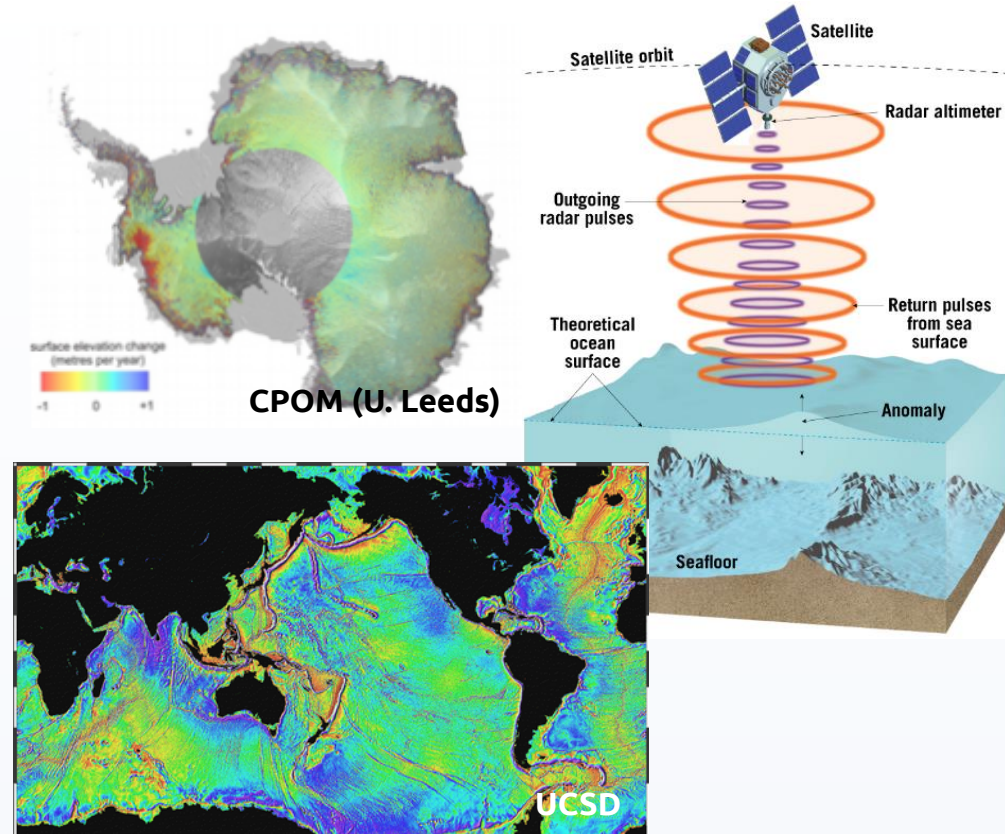 surface elevation change
(metres per year)
-1 0 +1
CPOM (U. Leeds)
Satellite orbit
Satellite
Radar altimeter
Outgoing
radar pulses
Return pulses
from sea
surface
Theoretical
ocean
surface
Anomaly
Seafloor
UCSD